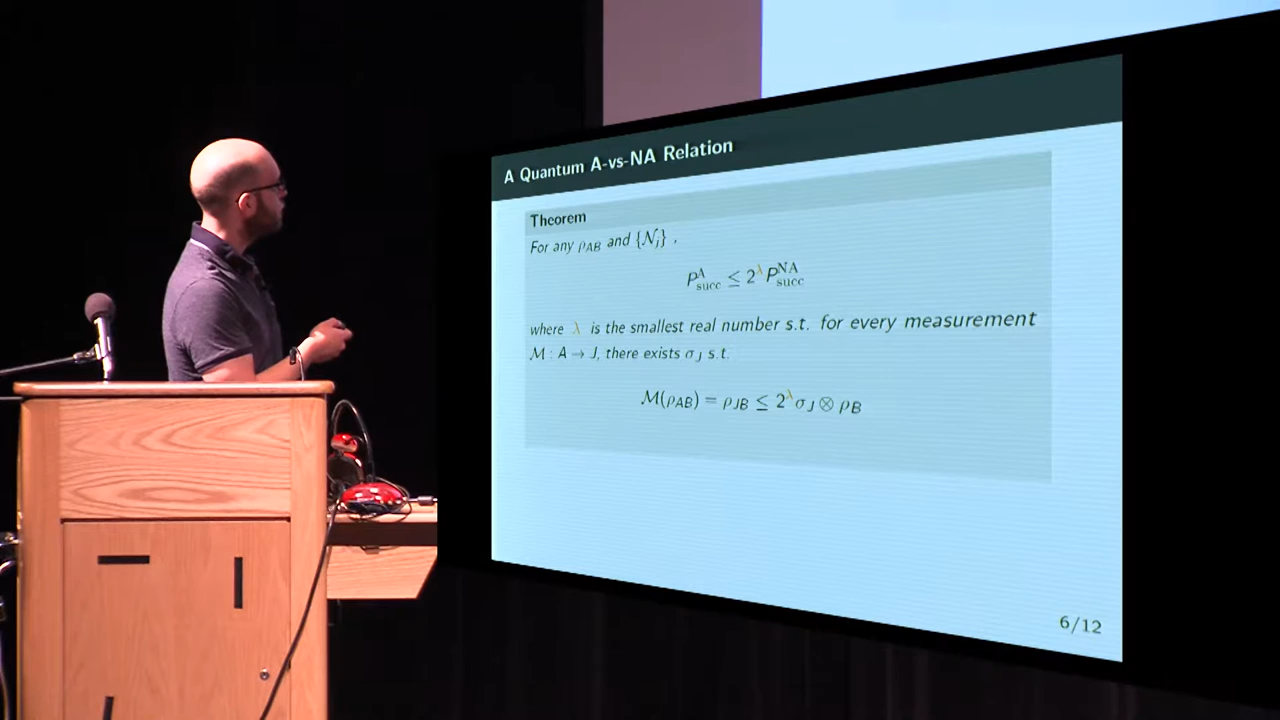 A Quantum A-vs-NA Relation
Theorem
For any ρ_AB and {𝒩_j} ,
P^A_succ ≤ 2^λ P^NA_succ
where λ is the smallest real number s.t. for every measurement
ℳ : A → J, there exists σ_J s.t.
ℳ(ρ_AB) = ρ_JB ≤ 2^λ σ_J ⊗ ρ_B
6/12